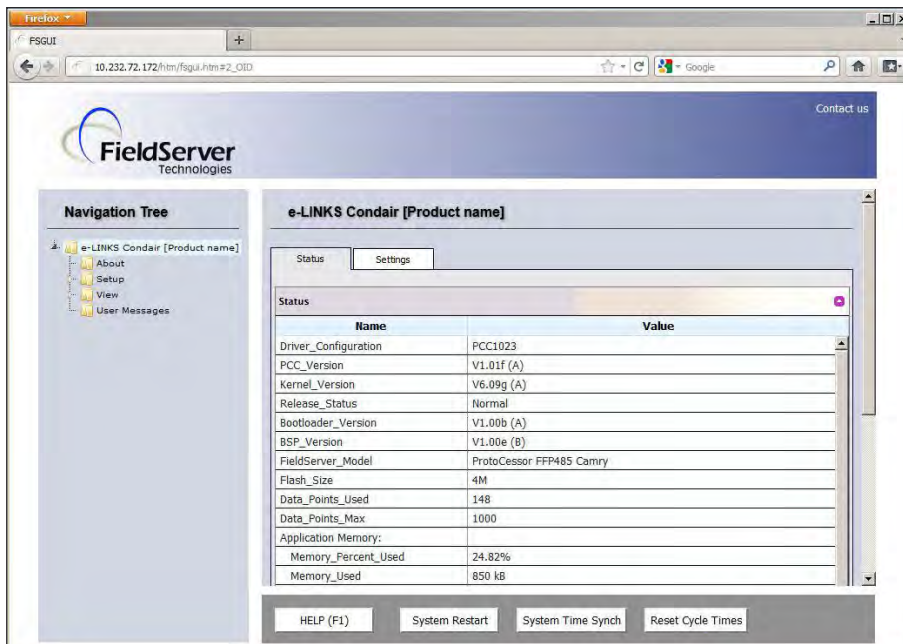 Firefox
FSGUI
+
10.232.72.172/htm/fsgui.htm#2_OID
Google
Contact us
FieldServer
Technologies
Navigation Tree
e-LINKS Condair [Product name]
About
Setup
View
User Messages
e-LINKS Condair [Product name]
Status Settings
Status
Name Value
Driver_Configuration PCC1023
PCC_Version V1.01f (A)
Kernel_Version V6.09g (A)
Release_Status Normal
Bootloader_Version V1.00b (A)
BSP_Version V1.00e (B)
FieldServer_Model ProtoCessor FFP485 Camry
Flash_Size 4M
Data_Points_Used 148
Data_Points_Max 1000
Application Memory:
Memory_Percent_Used 24.82%
Memory_Used 850 kB
HELP (F1) System Restart System Time Synch Reset Cycle Times